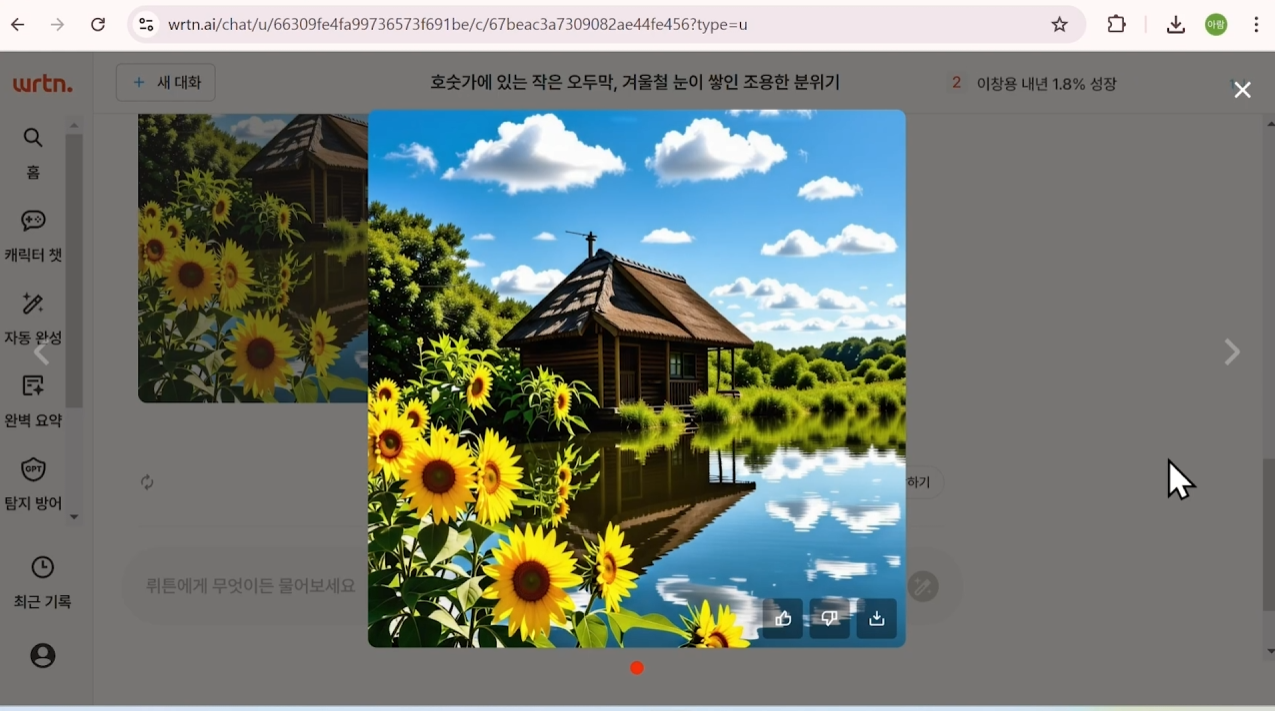 wrtn.ai/chat/u/66309fe4fa99736573f691be/c/67beac3a7309082ae44fe456?type=u
아람
wrtn.
+ 새 대화
호숫가에 있는 작은 오두막, 겨울철 눈이 쌓인 조용한 분위기
2 이창용 내년 1.8% 성장
홈
캐릭터 챗
자동 완성
완벽 요약
GPT
탐지 방어
하기
뤼튼에게 무엇이든 물어보세요
최근 기록